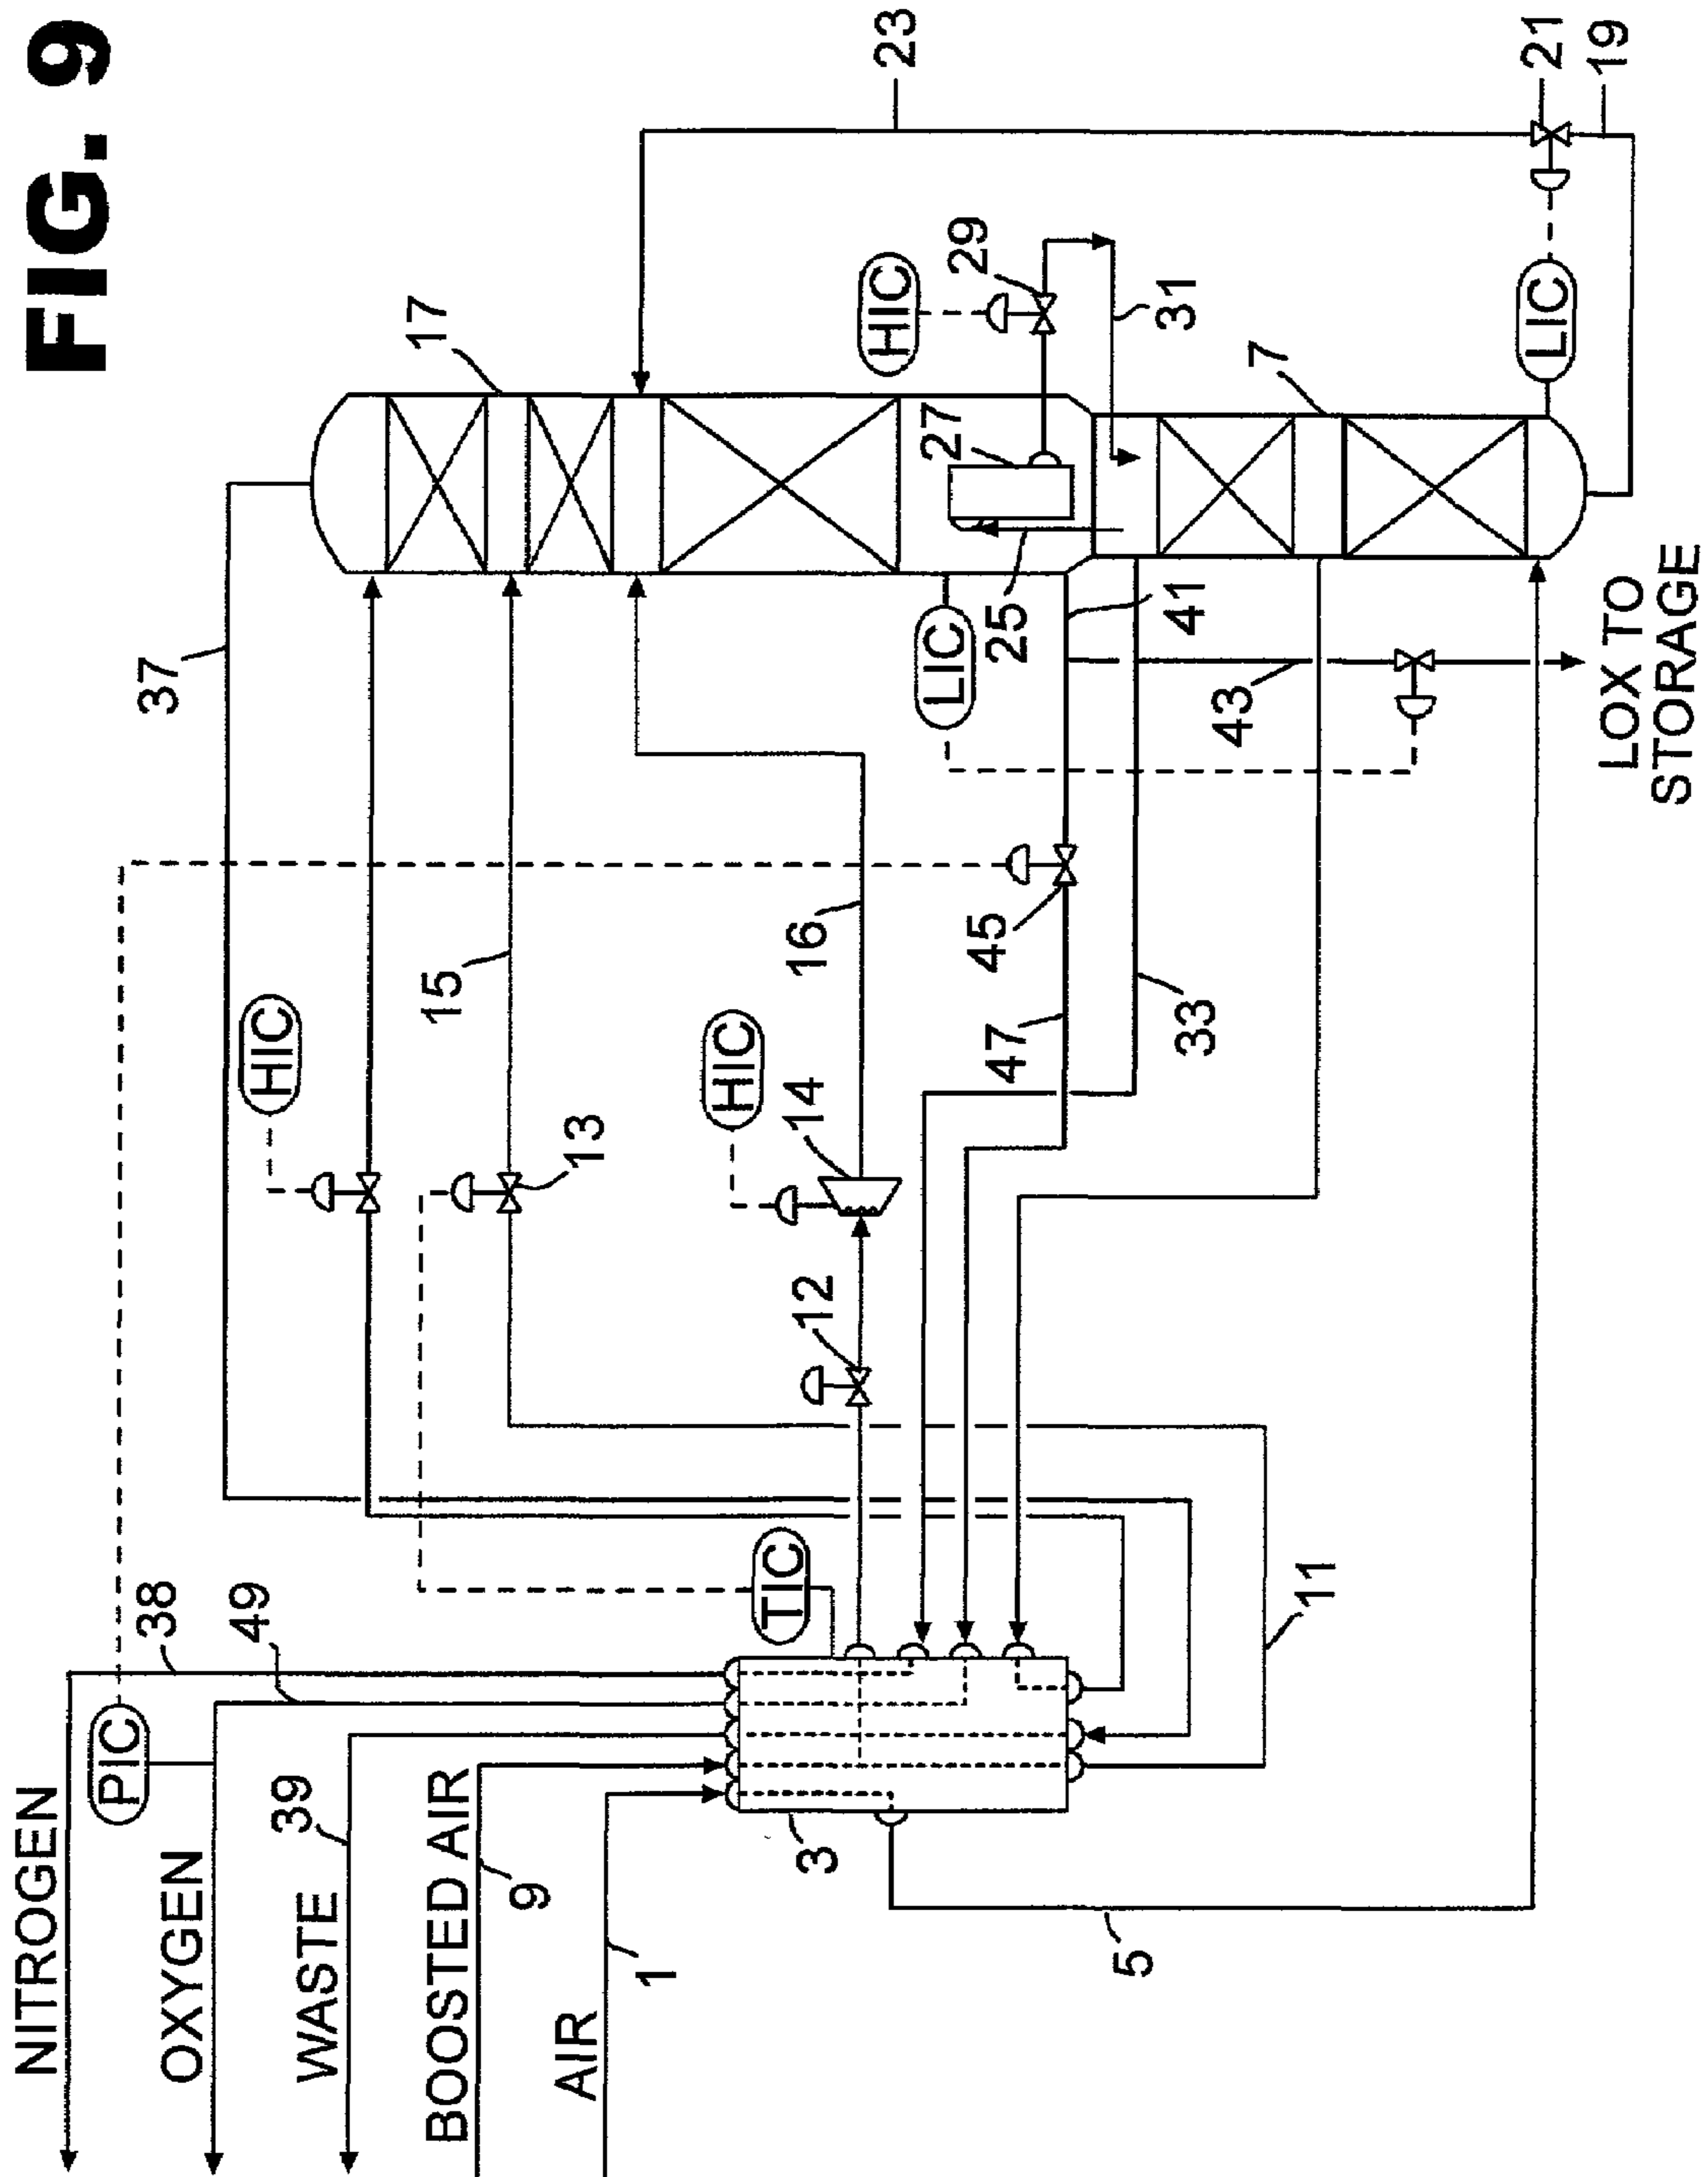 FIG. 9
NITROGEN
OXYGEN
WASTE
BOOSTED AIR
AIR
PIC
38
49
39
9
1
3
5
11
TIC
37
HIC
15
13
HIC
12
14
16
45
47
33
17
LIC
25
27
41
43
LOX TO
STORAGE
HIC
29
31
7
LIC
23
21
19